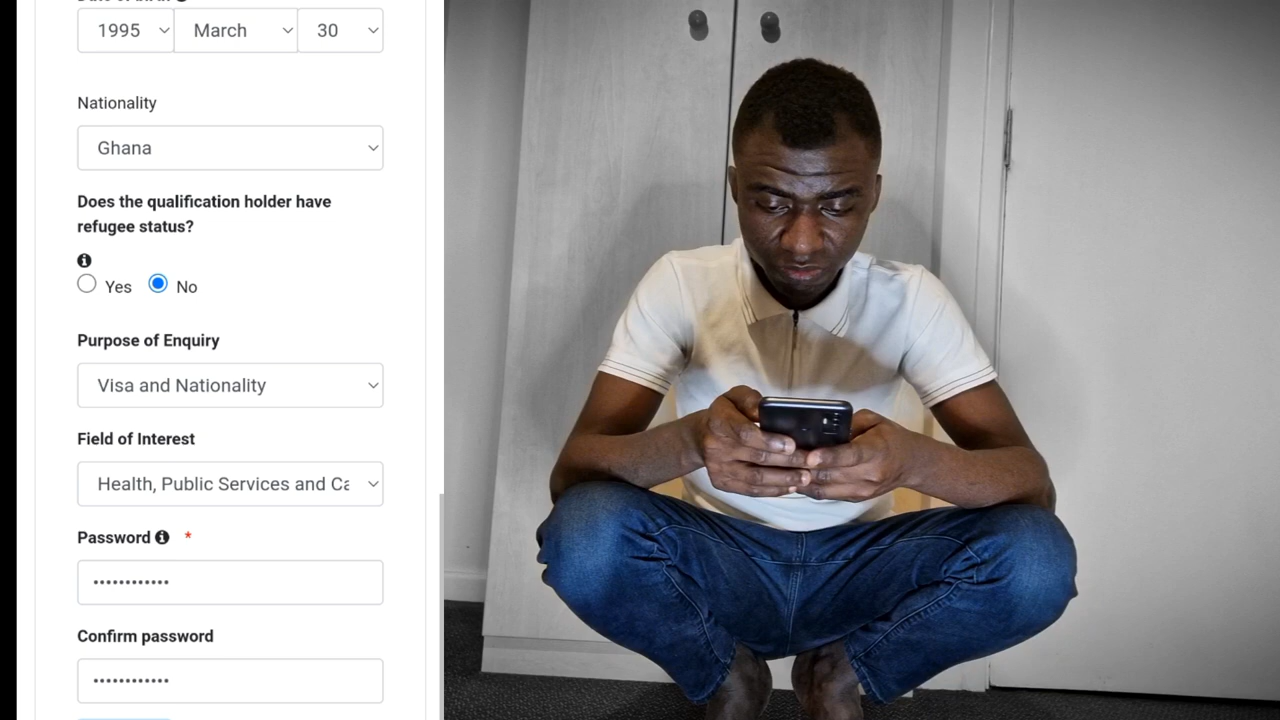 1995 March 30
Nationality
Ghana
Does the qualification holder have
refugee status?
Yes No
Purpose of Enquiry
Visa and Nationality
Field of Interest
Health, Public Services and Ca
Password *
••••••••••••
Confirm password
••••••••••••